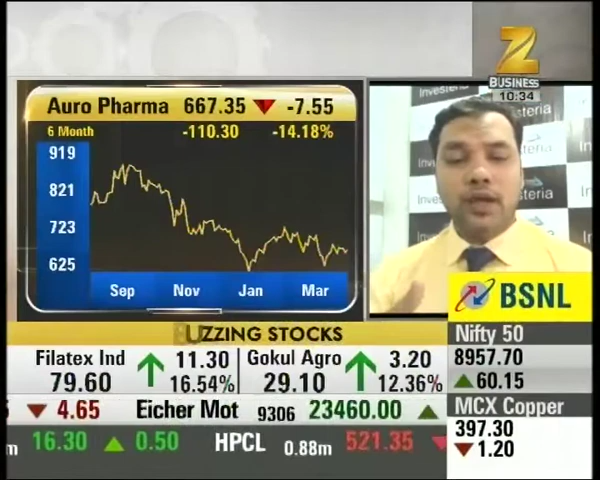 Z
BUSINESS
10:34
Auro Pharma 667.35 -7.55
6 Month -110.30 -14.18%
919
821
723
625
Sep Nov Jan Mar
Investeria
BSNL
BUZZING STOCKS
Filatex Ind 11.30 Gokul Agro 3.20
79.60 16.54% 29.10 12.36%
4.65 Eicher Mot 9306 23460.00
m 16.30 0.50 HPCL 0.88m 521.35
Nifty 50
8957.70
60.15
MCX Copper
397.30
1.20